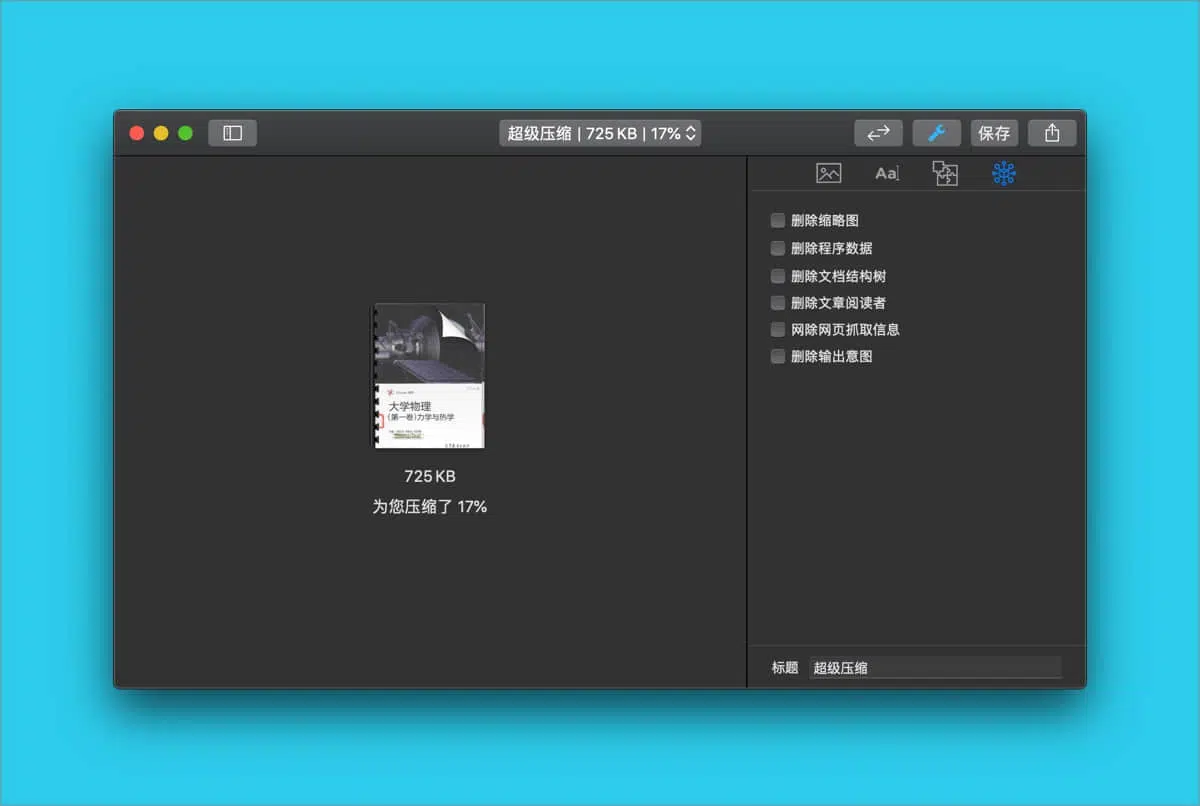 超级压缩 | 725 KB | 17%
保存
Aa
删除缩略图
删除程序数据
删除文档结构树
删除文章阅读者
网除网页抓取信息
删除输出意图
大学物理
(第一卷)力学与热学
725 KB
为您压缩了 17%
标题 超级压缩